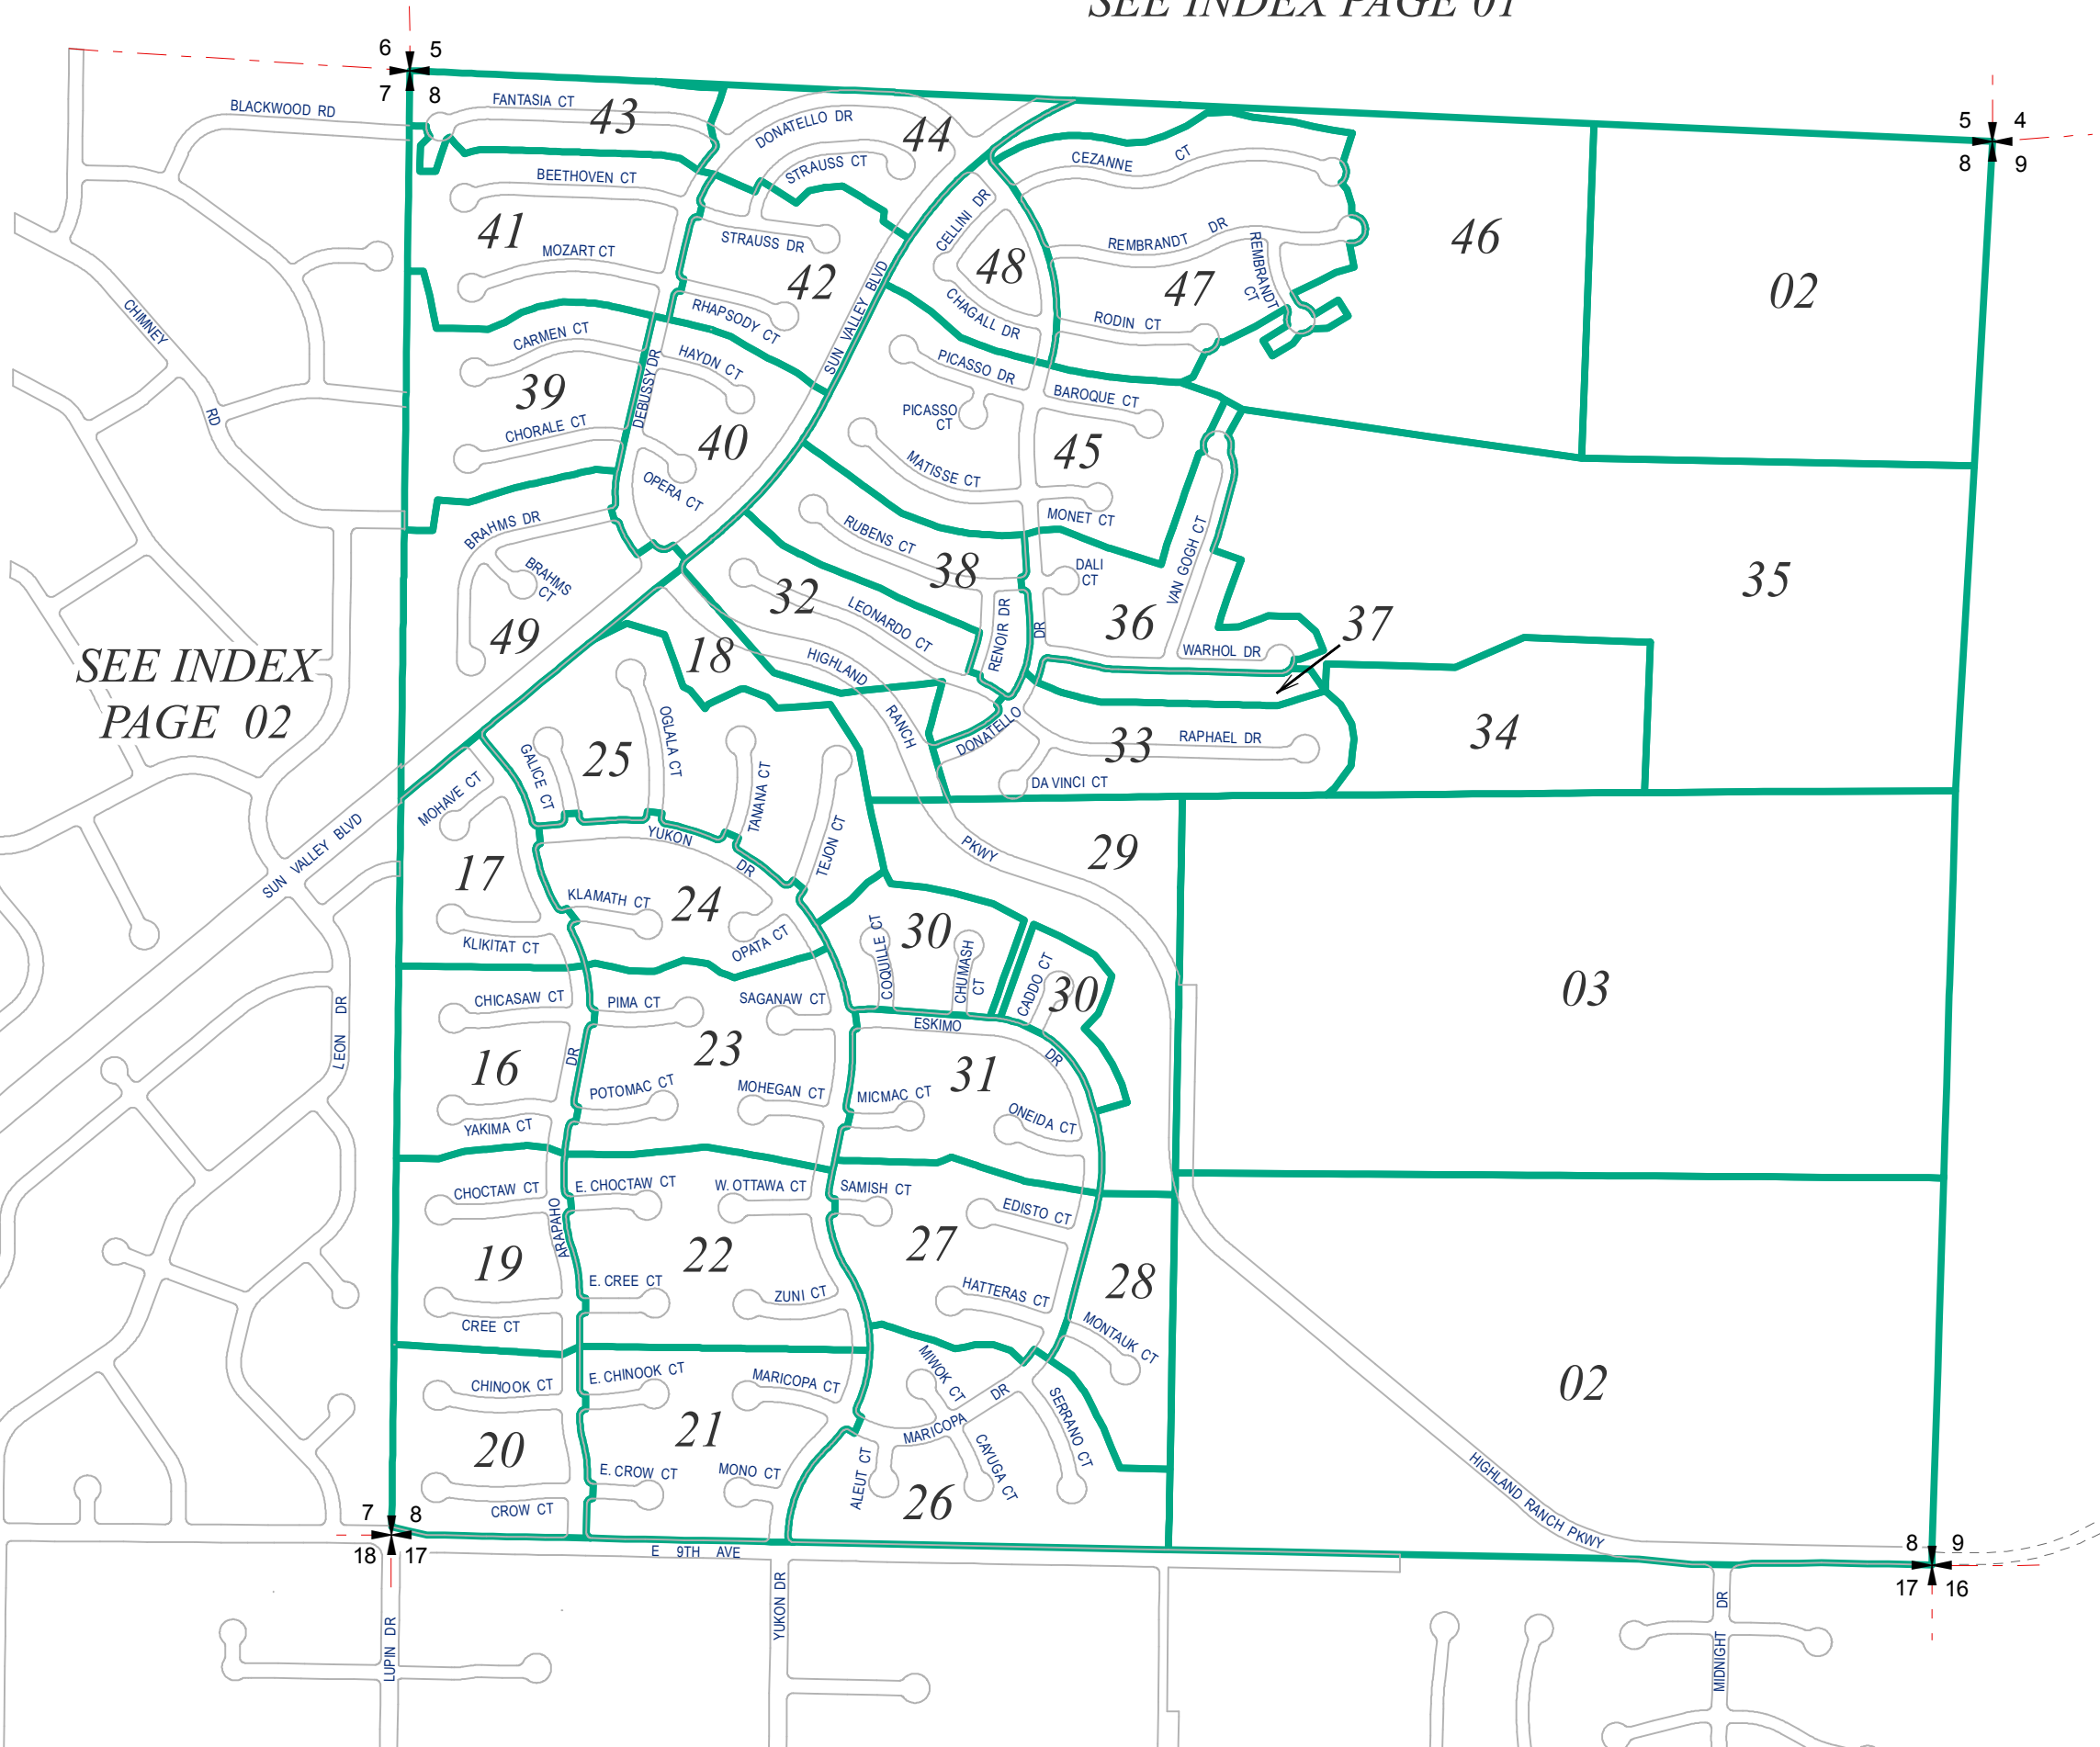 SEE INDEX PAGE 01
6 5
7 8
5 4
8 9
BLACKWOOD RD
FANTASIA CT
43
DONATELLO DR
44
STRAUSS CT
CEZANNE CT
BEETHOVEN CT
41
STRAUSS DR
MOZART CT
42
CELLINI DR
48
REMBRANDT DR
REMBRANDT CT
46
47
02
CHIMNEY
RD
RHAPSODY CT
SUN VALLEY BLVD
CHAGALL DR
RODIN CT
CARMEN CT
HAYDN CT
PICASSO DR
BAROQUE CT
39
DEBUSSY DR
PICASSO
CT
CHORALE CT
40
45
MATISSE CT
OPERA CT
MONET CT
BRAHMS DR
RUBENS CT
BRAHMS
CT
38
DALI
CT
VAN GOGH CT
35
32
LEONARDO CT
RENOIR DR
DR
36
37
49
18
WARHOL DR
SEE INDEX
PAGE 02
HIGHLAND
RANCH
OGLALA CT
25
GALICE CT
DONATELLO
33
RAPHAEL DR
34
TANANA CT
DA VINCI CT
MOHAVE CT
YUKON
DR
TEJON CT
PKWY
29
SUN VALLEY BLVD
17
KLAMATH CT
24
OPATA CT
KLIKITAT CT
COQUILLE CT
30
CHUMASH
CT
CADDO CT
30
03
CHICASAW CT
PIMA CT
SAGANAW CT
ESKIMO
DR
LEON DR
16
DR
23
31
POTOMAC CT
MOHEGAN CT
MICMAC CT
ONEIDA CT
YAKIMA CT
CHOCTAW CT
E. CHOCTAW CT
W. OTTAWA CT
SAMISH CT
EDISTO CT
ARAPAHO
19
22
27
28
E. CREE CT
ZUNI CT
HATTERAS CT
CREE CT
MONTAUK CT
CHINOOK CT
E. CHINOOK CT
MARICOPA CT
MIWOK CT
DR
SERRANO CT
02
20
21
MARICOPA
CAYUGA CT
E. CROW CT
MONO CT
ALEUT CT
26
HIGHLAND RANCH PKWY
CROW CT
7 8
18 17
E 9TH AVE
8 9
17 16
LUPIN DR
YUKON DR
DR
MIDNIGHT